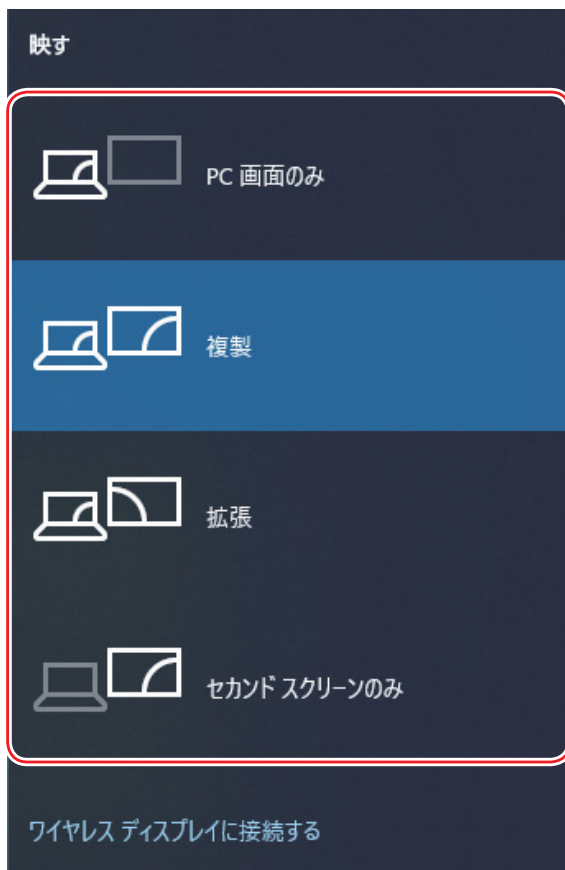 映す
PC 画面のみ
複製
拡張
セカンド スクリーンのみ
ワイヤレス ディスプレイに接続する